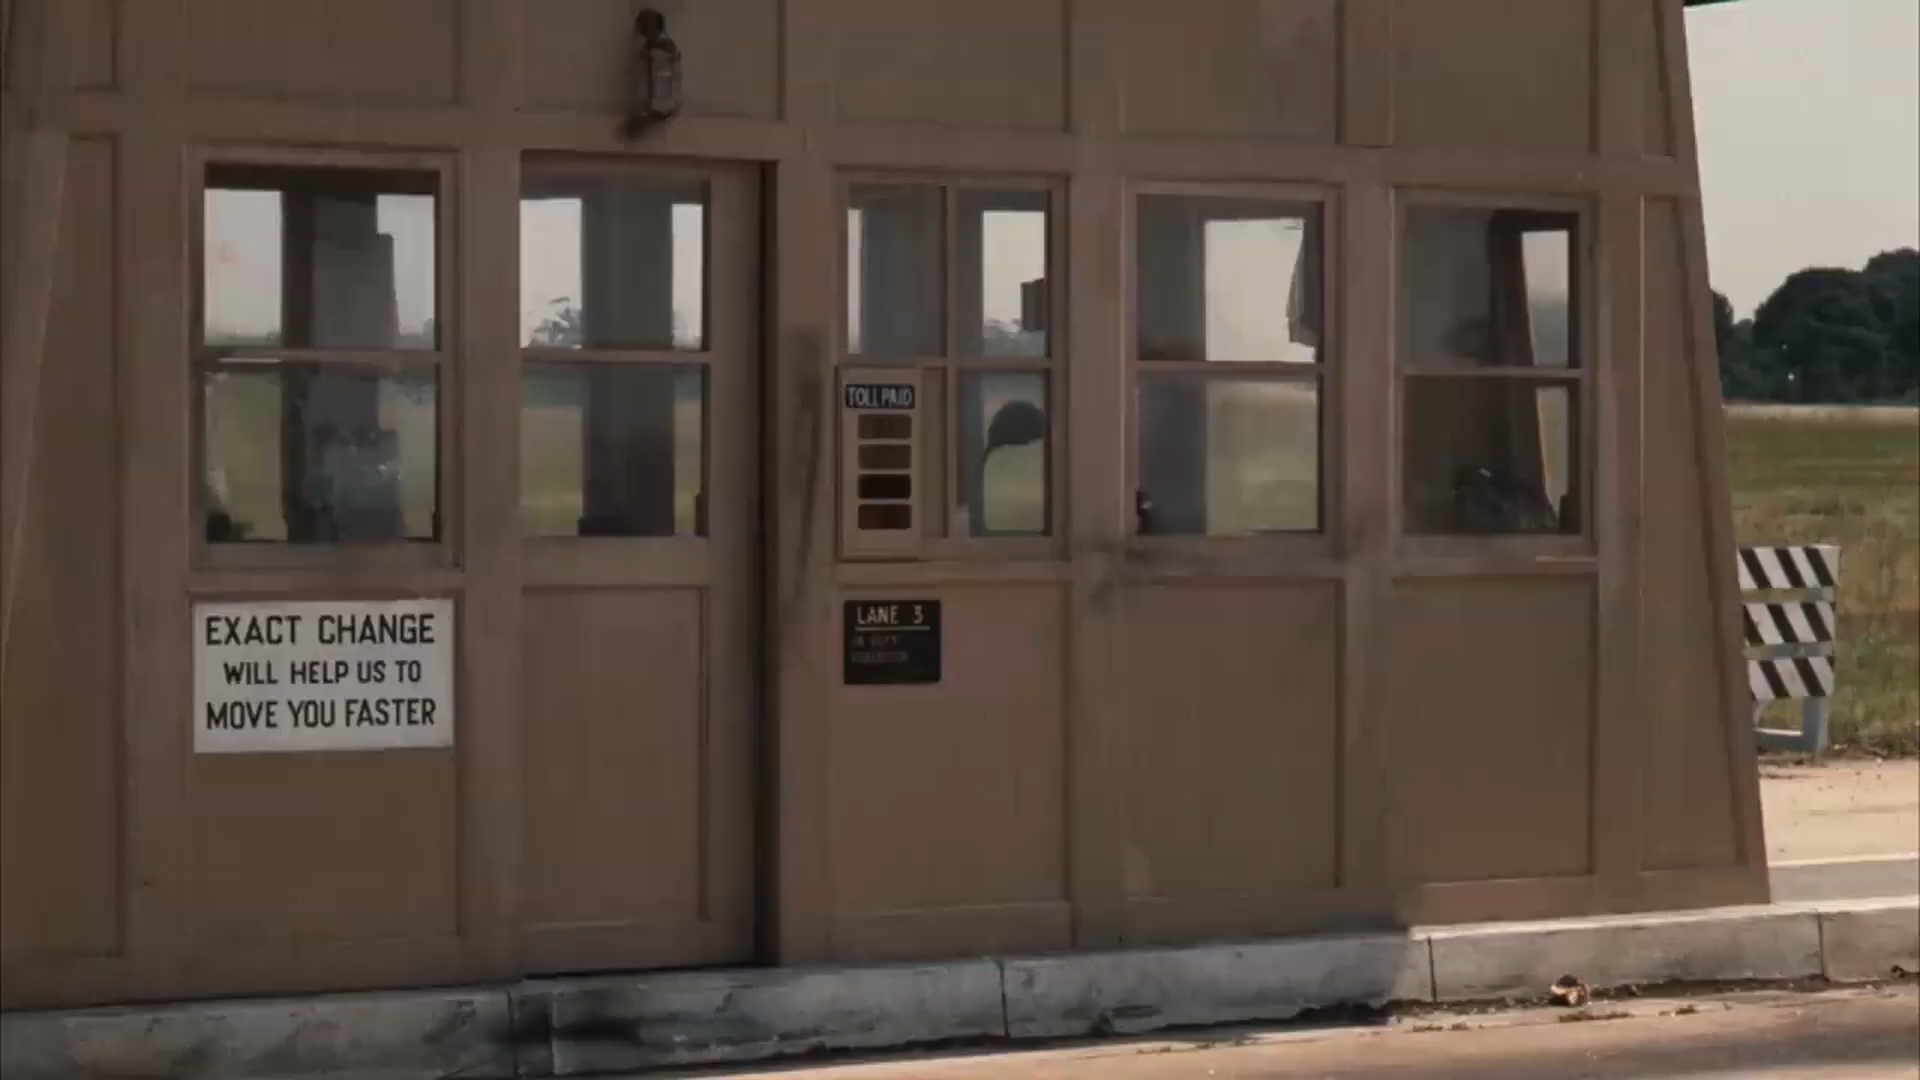 TOLL PAID
EXACT CHANGE
WILL HELP US TO
MOVE YOU FASTER
LANE 3